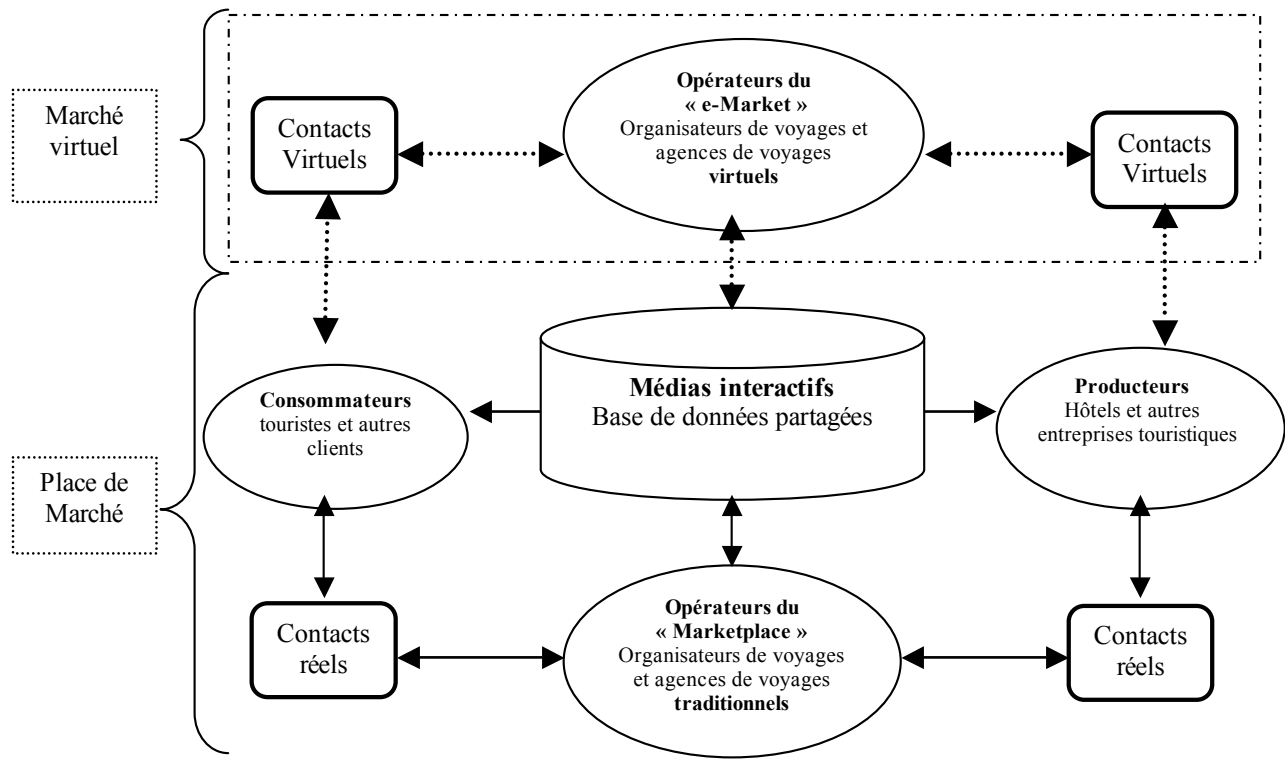 Opérateurs du
« e-Market »
Organisateurs de voyages et
agences de voyages
virtuels
Marché
virtuel
Contacts
Virtuels
Contacts
Virtuels
Médias interactifs
Base de données partagées
Consommateurs
touristes et autres
clients
Producteurs
Hôtels et autres
entreprises touristiques
Place de
Marché
Opérateurs du
« Marketplace »
Organisateurs de voyages
et agences de voyages
traditionnels
Contacts
réels
Contacts
réels